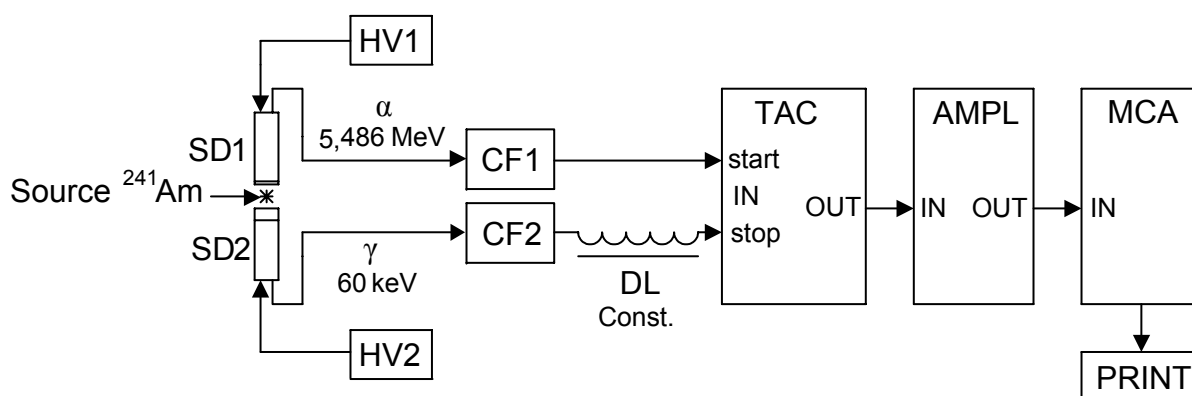 HV1
SD1
α
5,486 MeV
CF1
Source ²⁴¹Am
SD2
γ
60 keV
CF2
DL
Const.
HV2
TAC
start
IN
stop
OUT
AMPL
IN
OUT
MCA
IN
PRINT